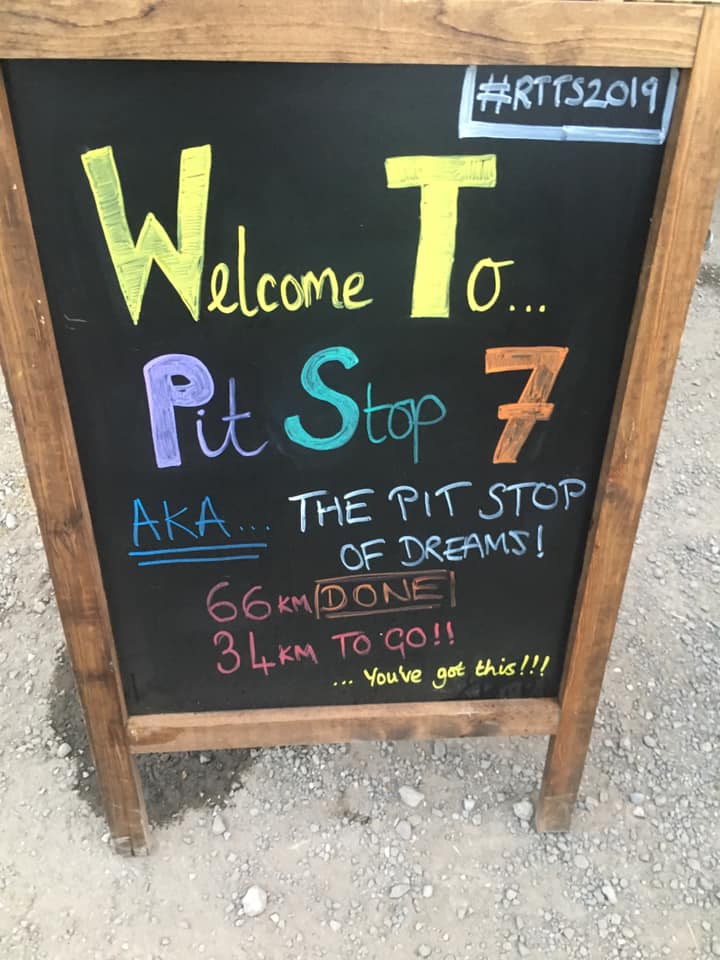 #RTTS2019
Welcome To...
Pit Stop 7
AKA... THE PIT STOP
OF DREAMS!
66KM DONE
34KM TO GO!!
... You've got this!!!